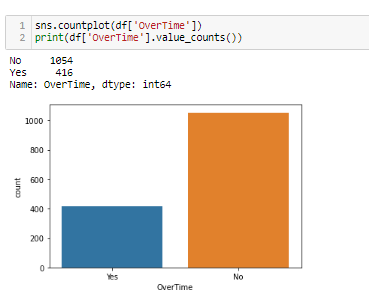 1 sns.countplot(df['OverTime'])
2 print(df['OverTime'].value_counts())
No     1054
Yes     416
Name: OverTime, dtype: int64
1000
800
600
400
200
0
count
Yes No
OverTime